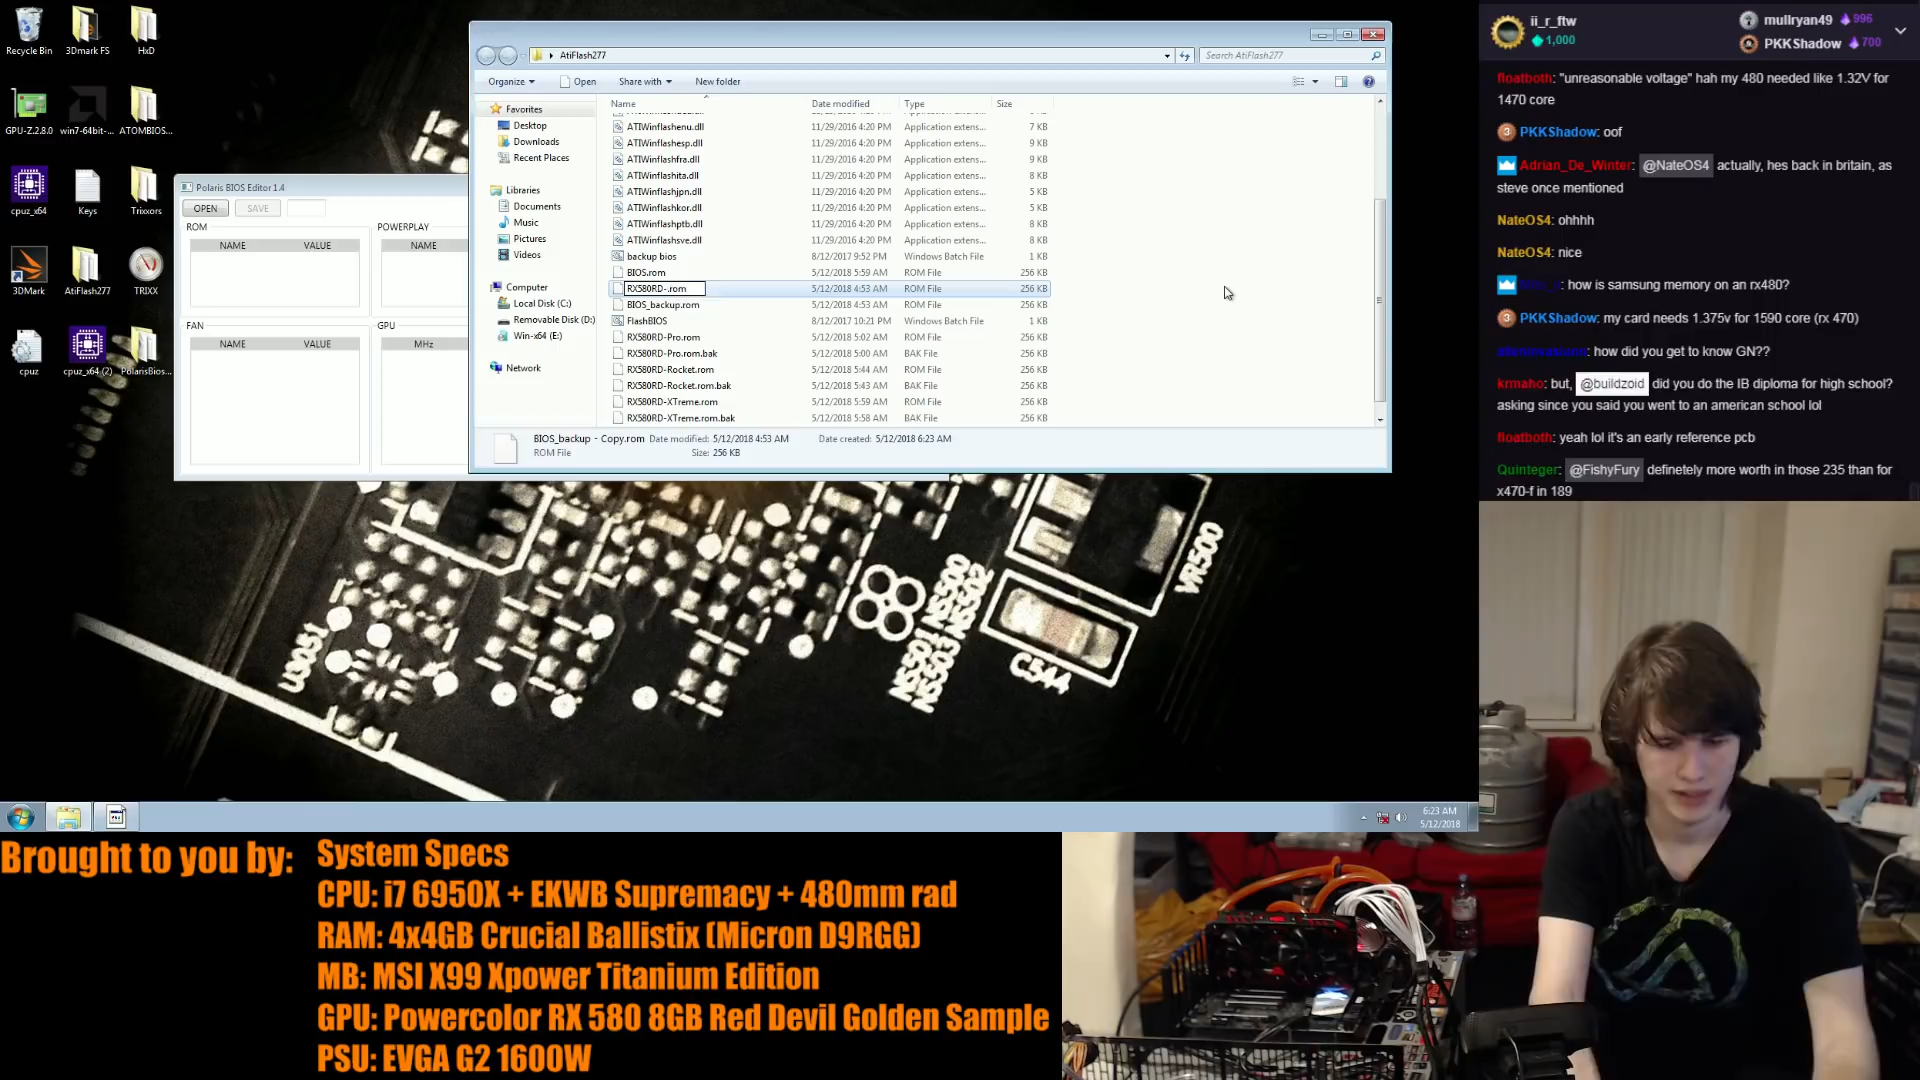 Recycle Bin
3Dmark FS
HxD
GPU-Z.2.8.0
win7-64bit-...
ATOMBIOS...
cpuz_x64
Keys
Trixxors
3DMark
AtiFlash277
TRIXX
cpuz
cpuz_x64 (2)
PolarisBios...
Polaris BIOS Editor 1.4
OPEN
SAVE
ROM
NAME
VALUE
POWERPLAY
NAME
FAN
NAME
VALUE
GPU
MHz
AtiFlash277
Search AtiFlash277
Organize
Open
Share with
New folder
Favorites
Desktop
Downloads
Recent Places
Libraries
Documents
Music
Pictures
Videos
Computer
Local Disk (C:)
Removable Disk (D:)
Win-x64 (E:)
Network
Name Date modified Type Size
ATIWinflashenu.dll 11/29/2016 4:20 PM Application extens... 7 KB
ATIWinflashesp.dll 11/29/2016 4:20 PM Application extens... 9 KB
ATIWinflashfra.dll 11/29/2016 4:20 PM Application extens... 9 KB
ATIWinflashita.dll 11/29/2016 4:20 PM Application extens... 8 KB
ATIWinflashjpn.dll 11/29/2016 4:20 PM Application extens... 5 KB
ATIWinflashkor.dll 11/29/2016 4:20 PM Application extens... 5 KB
ATIWinflashptb.dll 11/29/2016 4:20 PM Application extens... 8 KB
ATIWinflashsve.dll 11/29/2016 4:20 PM Application extens... 8 KB
backup bios 8/12/2017 9:52 PM Windows Batch File 1 KB
BIOS.rom 5/12/2018 5:59 AM ROM File 256 KB
RX580RD-.rom 5/12/2018 4:53 AM ROM File 256 KB
BIOS_backup.rom 5/12/2018 4:53 AM ROM File 256 KB
FlashBIOS 8/12/2017 10:21 PM Windows Batch File 1 KB
RX580RD-Pro.rom 5/12/2018 5:02 AM ROM File 256 KB
RX580RD-Pro.rom.bak 5/12/2018 5:00 AM BAK File 256 KB
RX580RD-Rocket.rom 5/12/2018 5:44 AM ROM File 256 KB
RX580RD-Rocket.rom.bak 5/12/2018 5:43 AM BAK File 256 KB
RX580RD-XTreme.rom 5/12/2018 5:59 AM ROM File 256 KB
RX580RD-XTreme.rom.bak 5/12/2018 5:58 AM BAK File 256 KB
BIOS_backup - Copy.rom Date modified: 5/12/2018 4:53 AM Date created: 5/12/2018 6:23 AM
ROM File Size: 256 KB
U3051
NS501 NS500
NS503 NS502
C544
VR500
6:23 AM
5/12/2018
ii_r_ftw
1,000
mullryan49 996
PKKShadow 700
floatboth: "unreasonable voltage" hah my 480 needed like 1.32V for
1470 core
PKKShadow: oof
Adrian_De_Winter: @NateOS4 actually, hes back in britain, as
steve once mentioned
NateOS4: ohhhh
NateOS4: nice
: how is samsung memory on an rx480?
PKKShadow: my card needs 1.375v for 1590 core (rx 470)
: how did you get to know GN??
krmaho: but, @buildzoid did you do the IB diploma for high school?
asking since you said you went to an american school lol
floatboth: yeah lol it's an early reference pcb
Quinteger: @FishyFury definetely more worth in those 235 than for
x470-f in 189
Brought to you by:
System Specs
CPU: i7 6950X + EKWB Supremacy + 480mm rad
RAM: 4x4GB Crucial Ballistix (Micron D9RGG)
MB: MSI X99 Xpower Titanium Edition
GPU: Powercolor RX 580 8GB Red Devil Golden Sample
PSU: EVGA G2 1600W